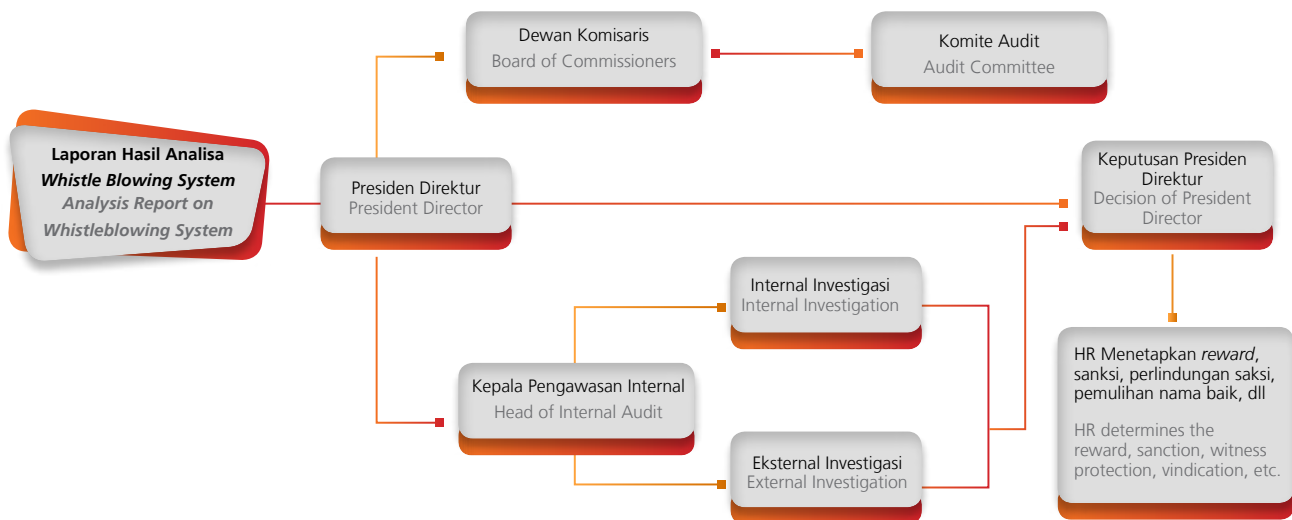 Dewan Komisaris
Board of Commissioners
Komite Audit
Audit Committee
Laporan Hasil Analisa
Whistle Blowing System
Analysis Report on
Whistleblowing System
Presiden Direktur
President Director
Keputusan Presiden
Direktur
Decision of President
Director
Internal Investigasi
Internal Investigation
Kepala Pengawasan Internal
Head of Internal Audit
Eksternal Investigasi
External Investigation
HR Menetapkan reward,
sanksi, perlindungan saksi,
pemulihan nama baik, dll
HR determines the
reward, sanction, witness
protection, vindication, etc.